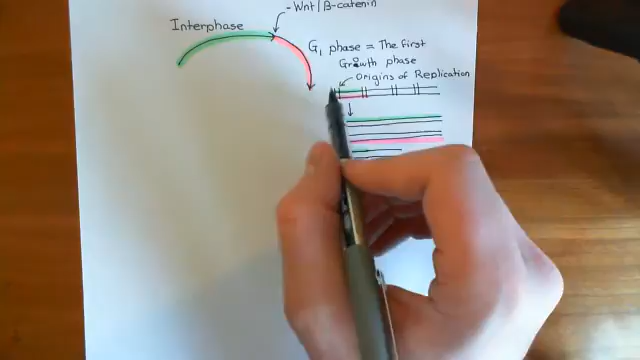 - Wnt/β-catenin
Interphase
G₁ phase = The first
Growth phase
Origins of Replication